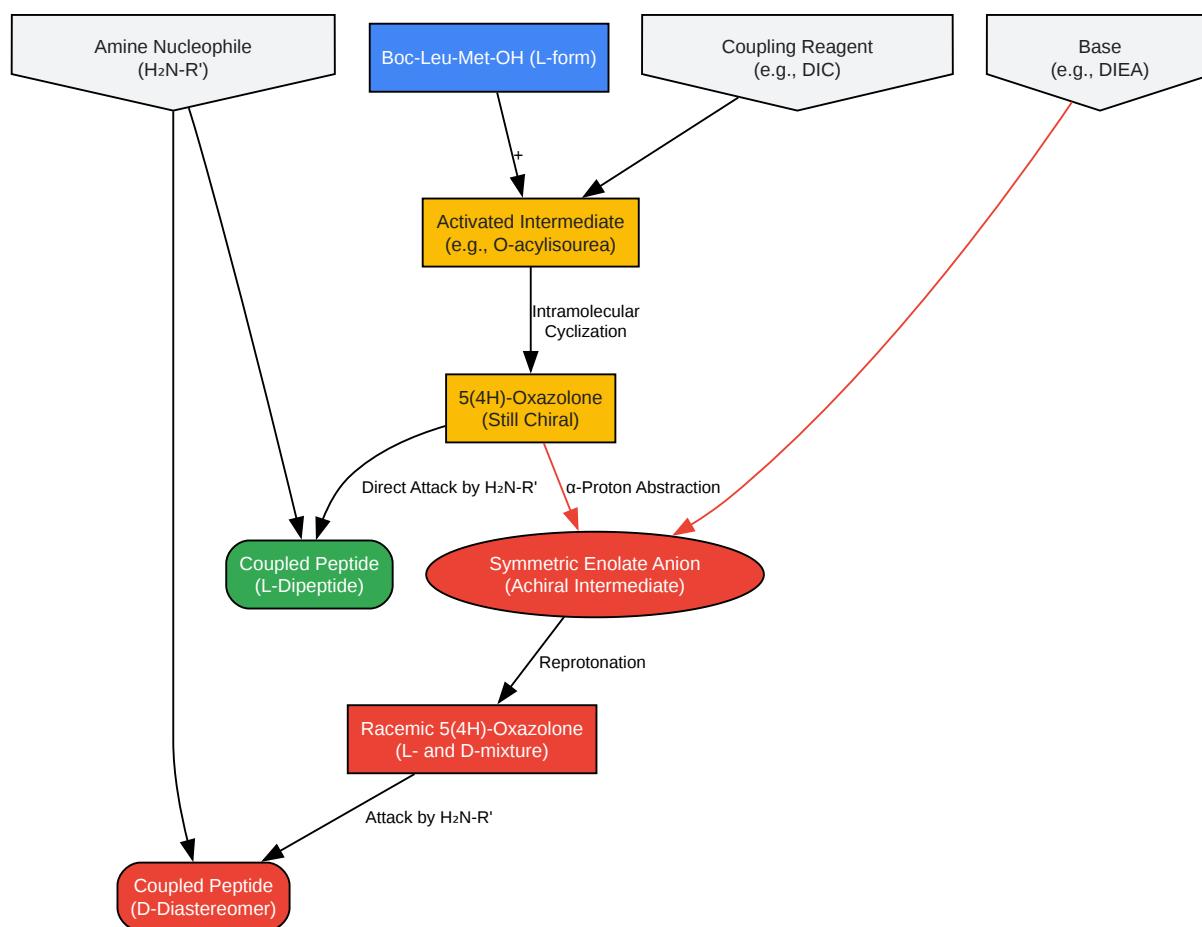 Amine Nucleophile
(H₂N-R')
Boc-Leu-Met-OH (L-form)
Coupling Reagent
(e.g., DIC)
Base
(e.g., DIEA)
+
Activated Intermediate
(e.g., O-acylisourea)
Intramolecular
Cyclization
5(4H)-Oxazolone
(Still Chiral)
Direct Attack by H₂N-R'
α-Proton Abstraction
Coupled Peptide
(L-Dipeptide)
Symmetric Enolate Anion
(Achiral Intermediate)
Reprotonation
Racemic 5(4H)-Oxazolone
(L- and D-mixture)
Attack by H₂N-R'
Coupled Peptide
(D-Diastereomer)